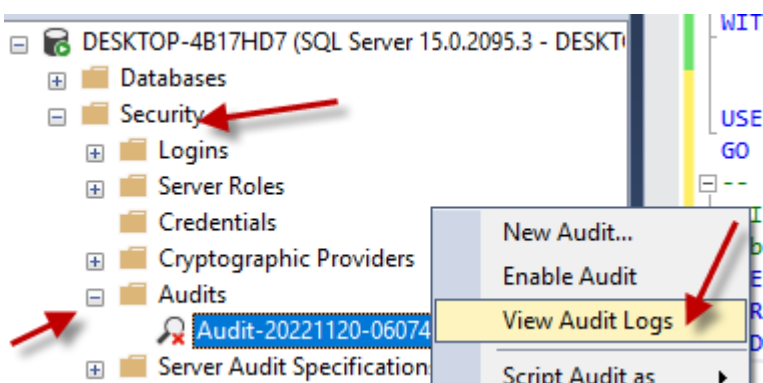 DESKTOP-4B17HD7 (SQL Server 15.0.2095.3 - DESKT
Databases
Security
Logins
Server Roles
Credentials
Cryptographic Providers
Audits
Audit-20221120-06074
Server Audit Specification
New Audit...
Enable Audit
View Audit Logs
Script Audit as
WIT
USE
GO
--